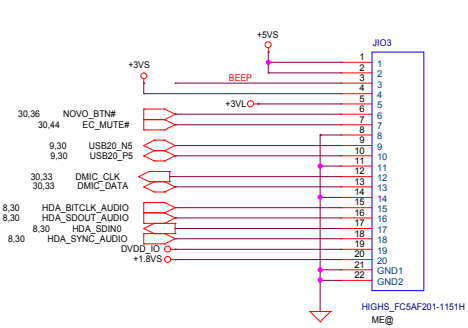 +5VS
JIO3
+3VS
1 1
2 2
BEEP 3 3
4 4
+3VL 5 5
30,36 NOVO_BTN# 6 6
30,44 EC_MUTE# 7 7
8 8
9,30 USB20_N5 9 9
9,30 USB20_P5 10 10
11 11
30,33 DMIC_CLK 12 12
30,33 DMIC_DATA 13 13
14 14
8,30 HDA_BITCLK_AUDIO 15 15
8,30 HDA_SDOUT_AUDIO 16 16
8,30 HDA_SDIN0 17 17
8,30 HDA_SYNC_AUDIO 18 18
DVDD_IO 19 19
+1.8VS 20 20
21 GND1
22 GND2
HIGHS_FC5AF201-1151H
ME@